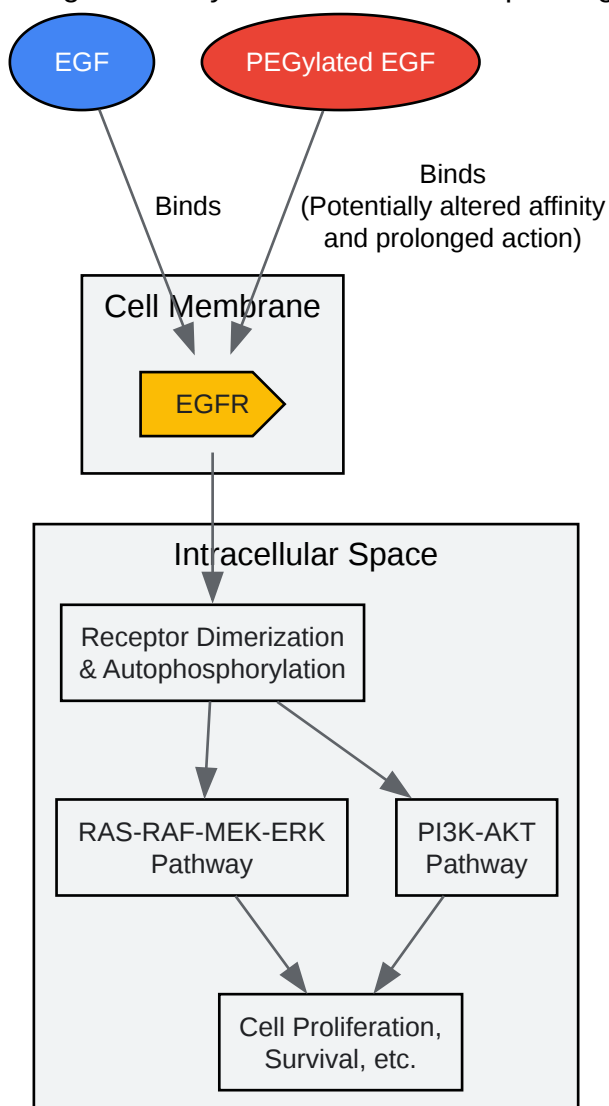 EGF
PEGylated EGF
Binds
Binds
(Potentially altered affinity
and prolonged action)
Cell Membrane
EGFR
Intracellular Space
Receptor Dimerization
& Autophosphorylation
RAS-RAF-MEK-ERK
Pathway
PI3K-AKT
Pathway
Cell Proliferation,
Survival, etc.